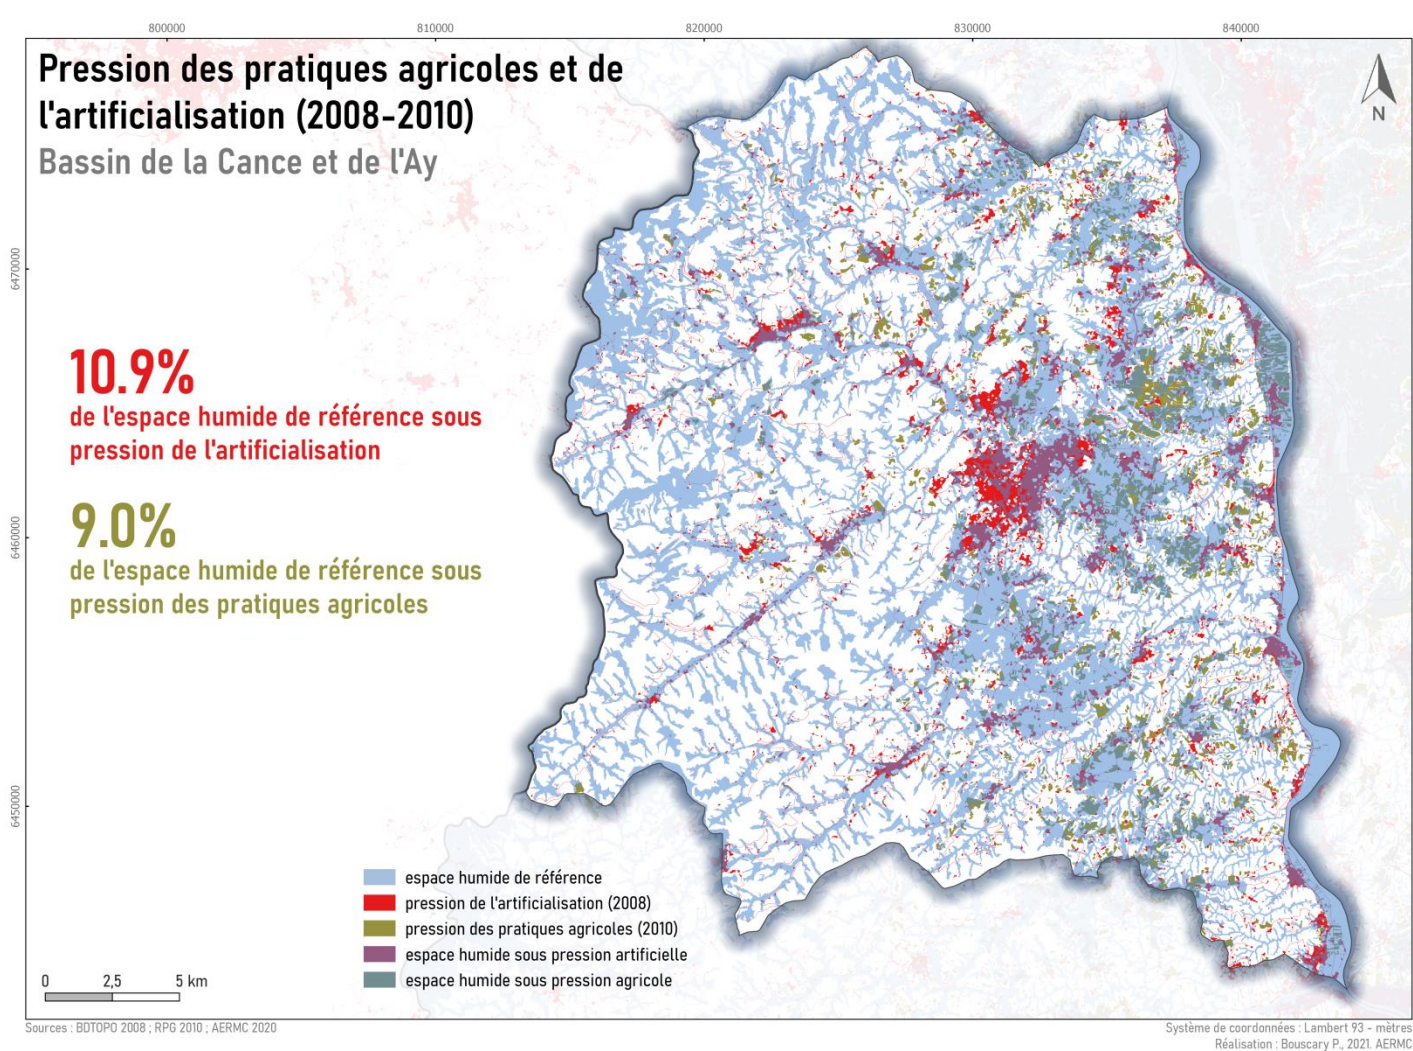 800000
810000
820000
830000
840000
Pression des pratiques agricoles et de
l'artificialisation (2008-2010)
Bassin de la Cance et de l'Ay
N
6470000
10.9%
de l'espace humide de référence sous
pression de l'artificialisation
9.0%
de l'espace humide de référence sous
pression des pratiques agricoles
6460000
6450000
espace humide de référence
pression de l'artificialisation (2008)
pression des pratiques agricoles (2010)
espace humide sous pression artificielle
espace humide sous pression agricole
0 2,5 5 km
Sources : BDTOPO 2008 ; RPG 2010 ; AERMC 2020
Système de coordonnées : Lambert 93 - mètres
Réalisation : Bouscary P., 2021. AERMC